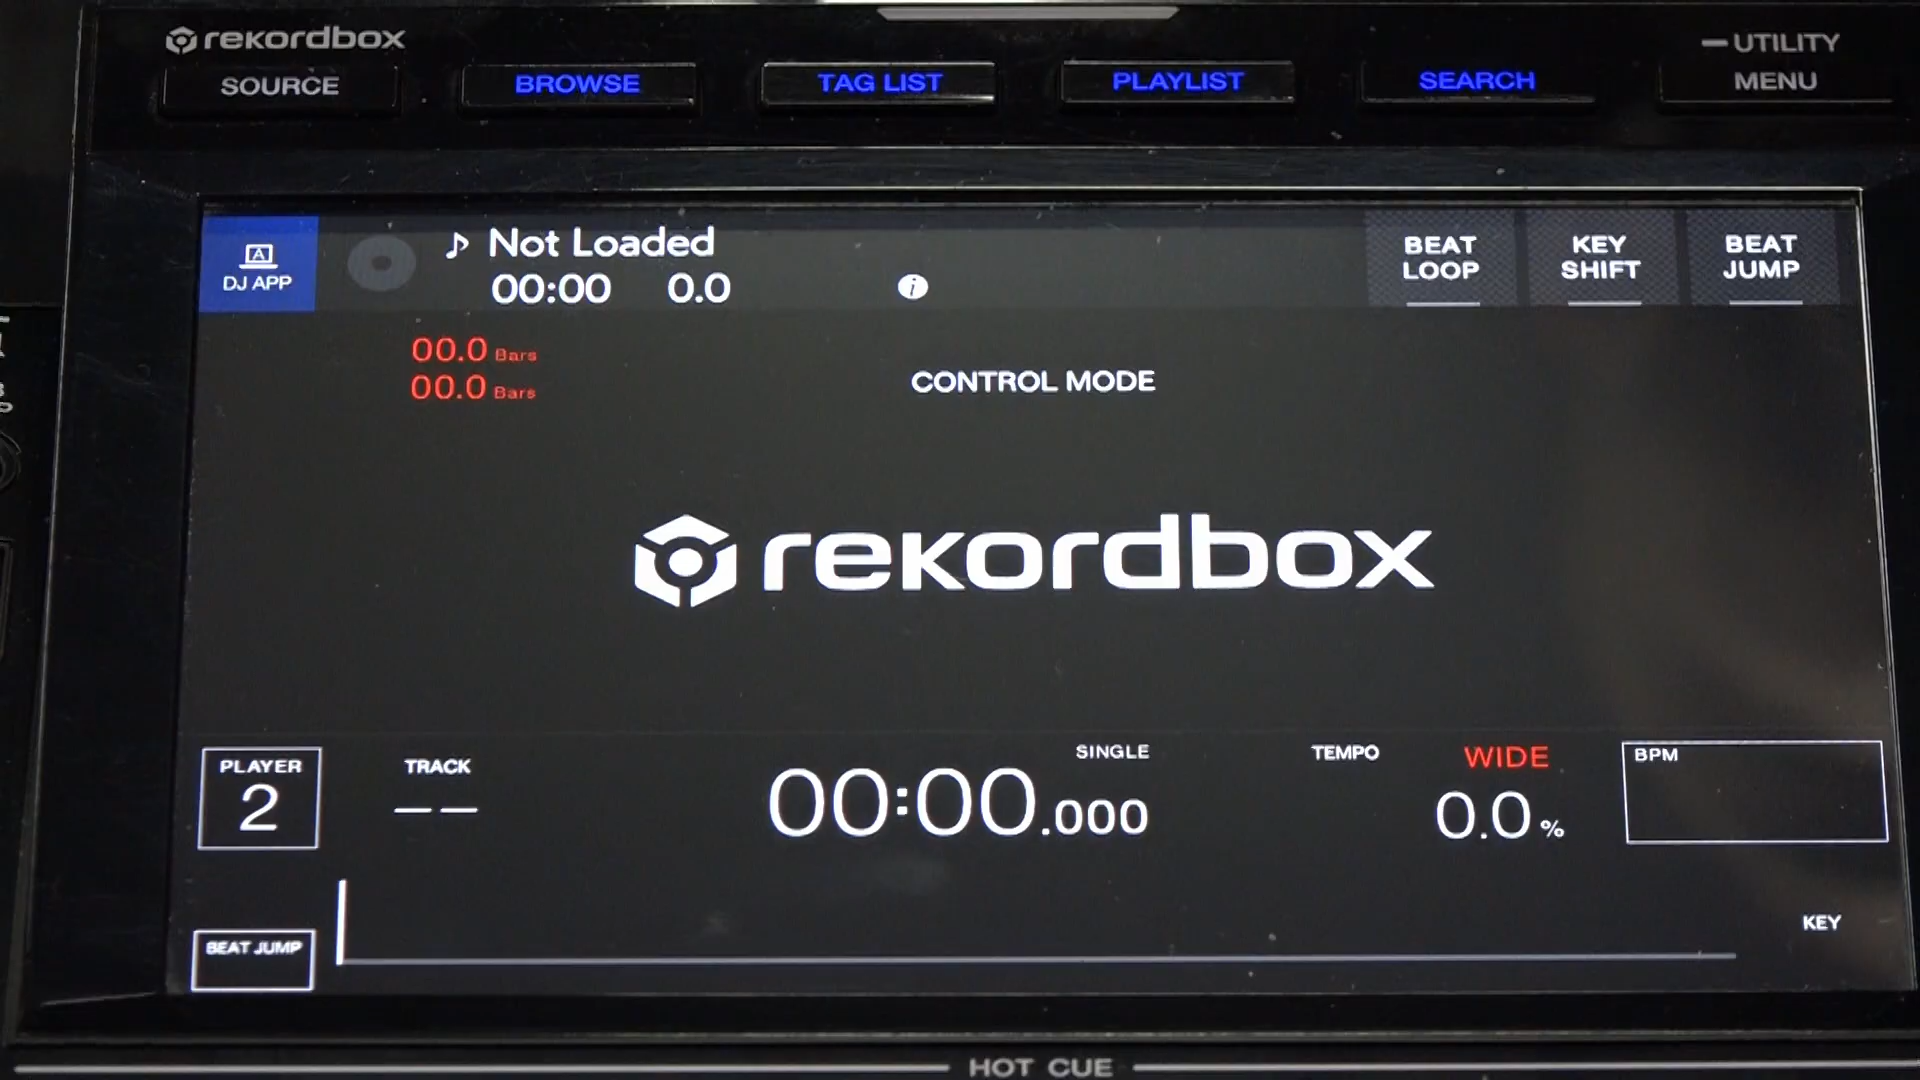 rekordbox
UTILITY
SOURCE
BROWSE
TAG LIST
PLAYLIST
SEARCH
MENU
A
DJ APP
Not Loaded
00:00 0.0
i
BEAT LOOP
KEY SHIFT
BEAT JUMP
00.0 Bars
00.0 Bars
CONTROL MODE
rekordbox
PLAYER
2
TRACK
-- --
SINGLE
00:00.000
TEMPO
WIDE
0.0 %
BPM
BEAT JUMP
KEY
HOT CUE